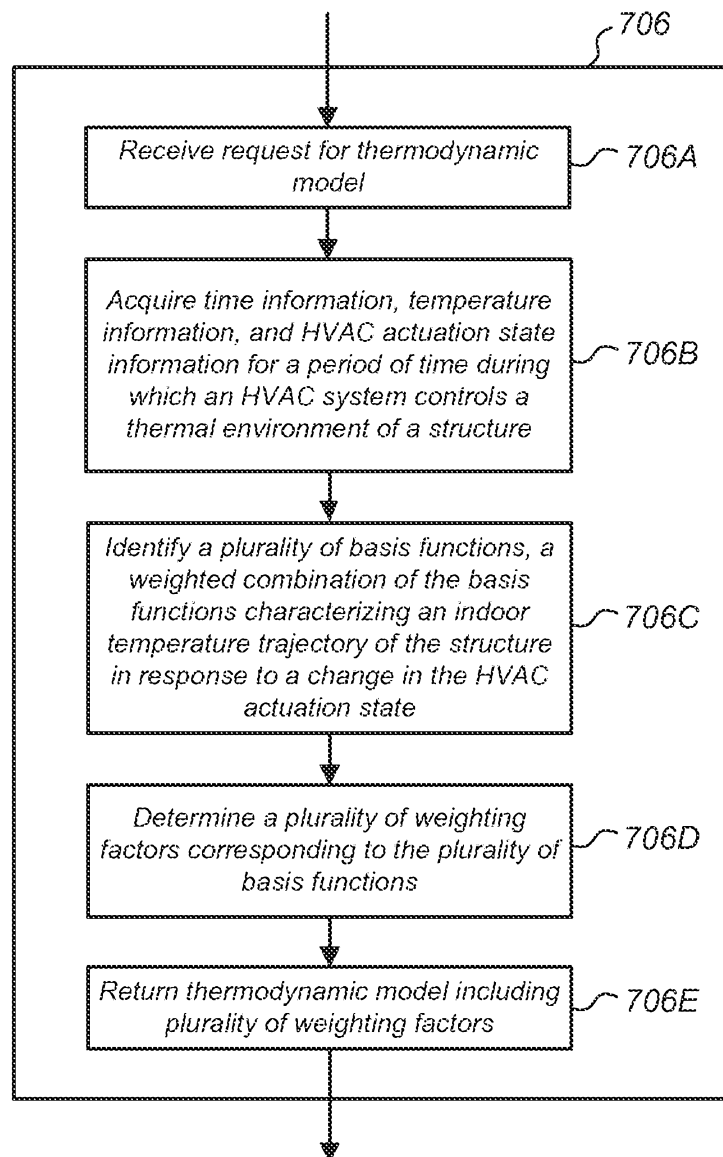 706
Receive request for thermodynamic
model
706A
Acquire time information, temperature
information, and HVAC actuation state
information for a period of time during
which an HVAC system controls a
thermal environment of a structure
706B
Identify a plurality of basis functions, a
weighted combination of the basis
functions characterizing an indoor
temperature trajectory of the structure
in response to a change in the HVAC
actuation state
706C
Determine a plurality of weighting
factors corresponding to the plurality of
basis functions
706D
Return thermodynamic model including
plurality of weighting factors
706E